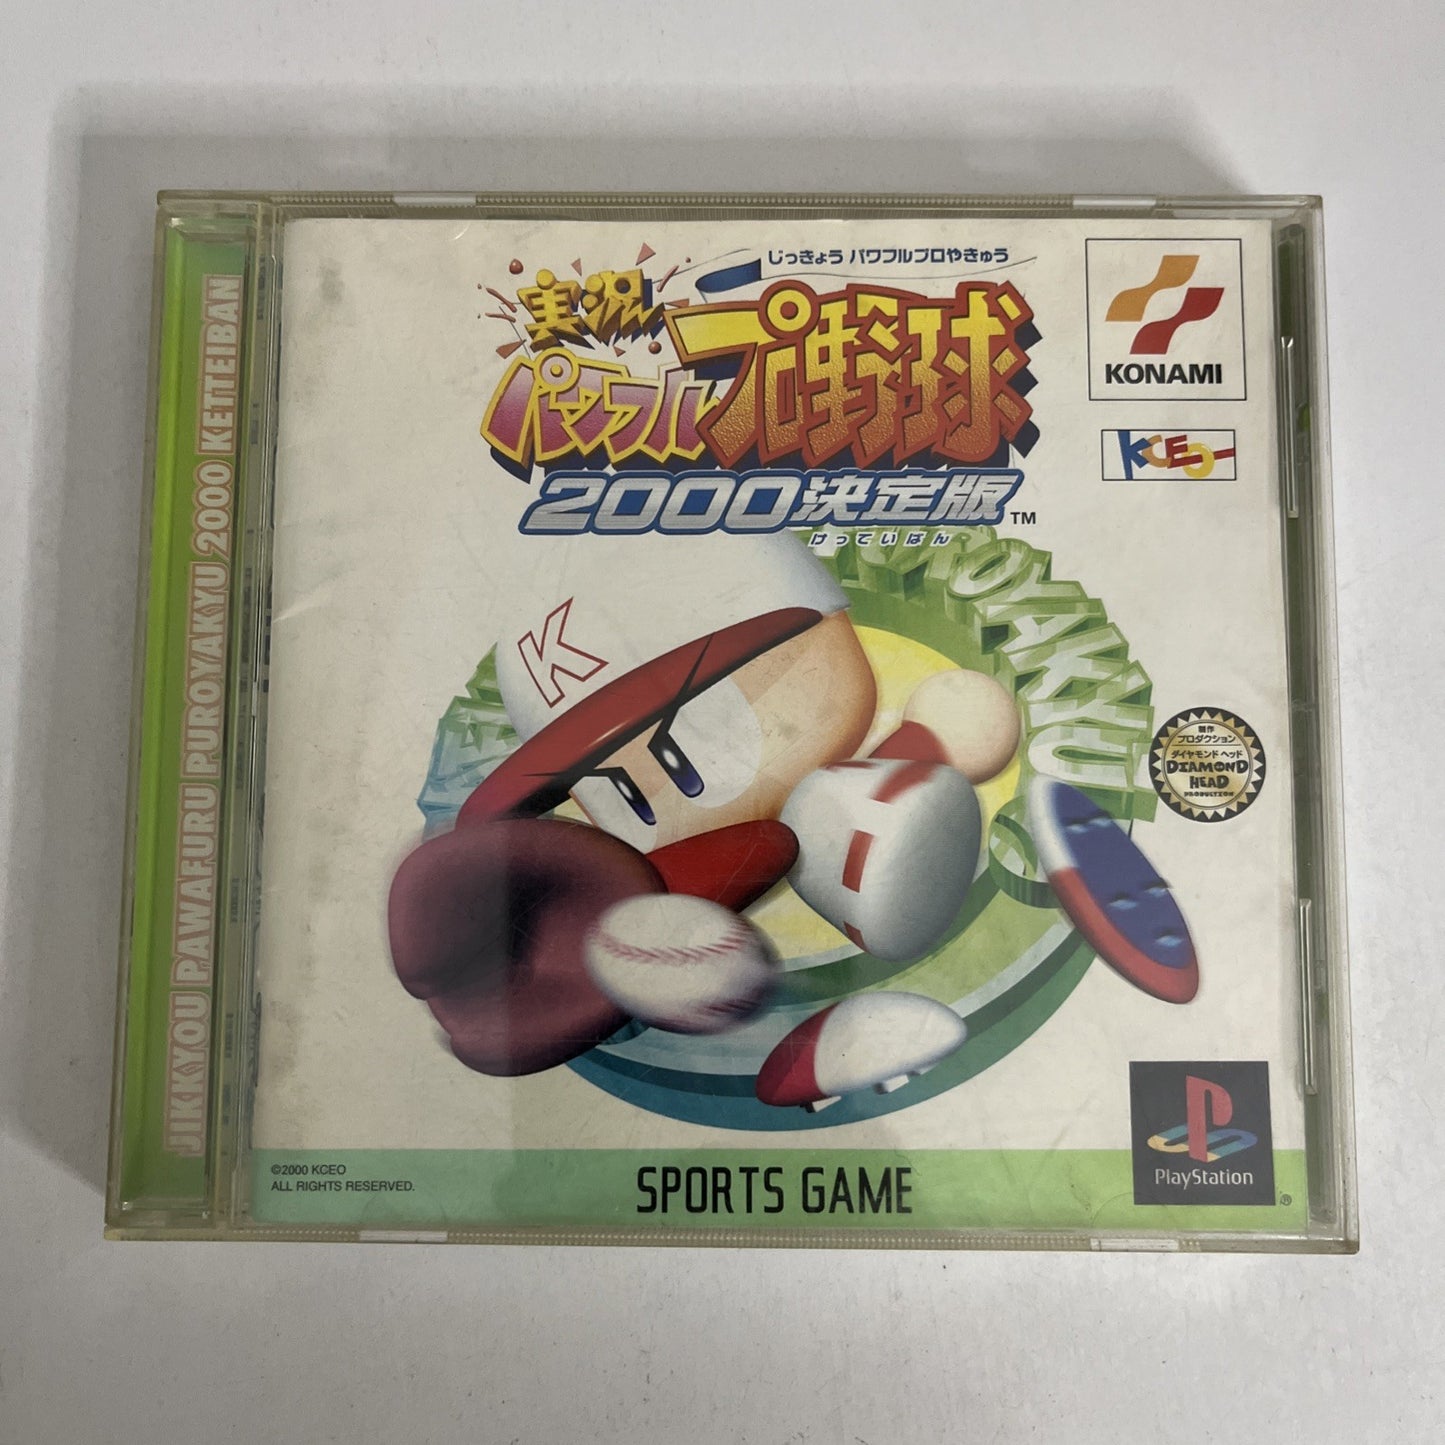 JIKKYOU PAWAFURU PUROYAKYU 2000 KETTEIBAN
じっきょう パワフルプロやきゅう
実況
パワフルプロ野球
2000決定版 TM
けっていばん
KONAMI
KCEO
K
PUROYAKYU
制作
プロダクション
ダイヤモンド ヘッド
DIAMOND
HEAD
PRODUCTION
©2000 KCEO
ALL RIGHTS RESERVED.
SPORTS GAME
PlayStation
®